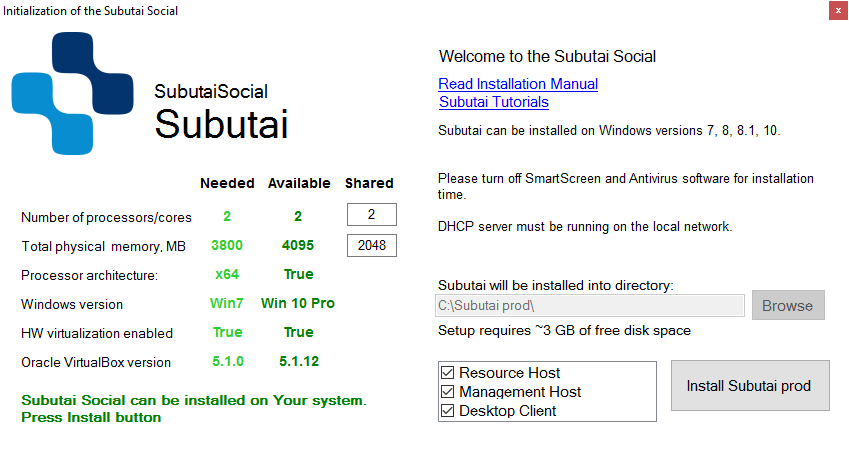 Initialization of the Subutai Social
x
SubutaiSocial
Subutai
Needed Available Shared
Number of processors/cores 2 2 2
Total physical memory, MB 3800 4095 2048
Processor architecture: x64 True
Windows version Win7 Win 10 Pro
HW virtualization enabled True True
Oracle VirtualBox version 5.1.0 5.1.12
Subutai Social can be installed on Your system.
Press Install button
Welcome to the Subutai Social
Read Installation Manual
Subutai Tutorials
Subutai can be installed on Windows versions 7, 8, 8.1, 10.
Please turn off SmartScreen and Antivirus software for installation
time.
DHCP server must be running on the local network.
Subutai will be installed into directory:
C:\Subutai prod\ Browse
Setup requires ~3 GB of free disk space
Resource Host
Management Host
Desktop Client
Install Subutai prod